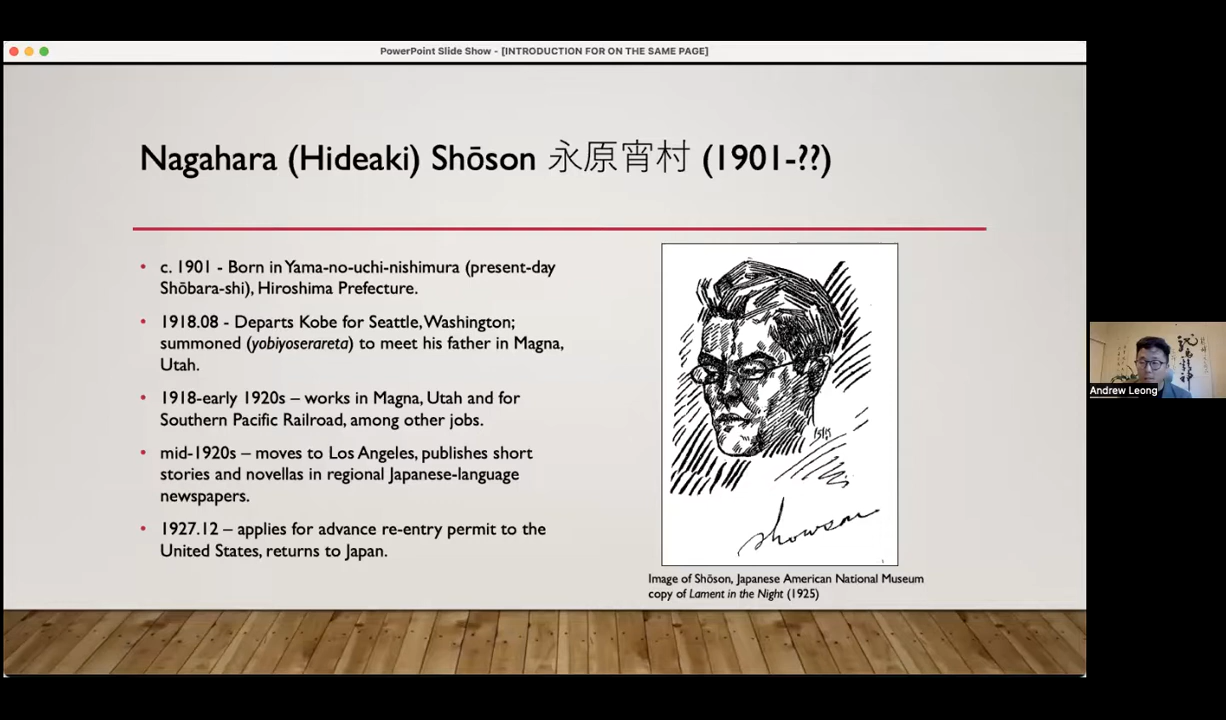 PowerPoint Slide Show - [INTRODUCTION FOR ON THE SAME PAGE]
Nagahara (Hideaki) Shōson 永原宵村 (1901-??)
• c. 1901 - Born in Yama-no-uchi-nishimura (present-day
Shōbara-shi), Hiroshima Prefecture.
• 1918.08 - Departs Kobe for Seattle, Washington;
summoned (yobiyoserareta) to meet his father in Magna,
Utah.
• 1918-early 1920s – works in Magna, Utah and for
Southern Pacific Railroad, among other jobs.
• mid-1920s – moves to Los Angeles, publishes short
stories and novellas in regional Japanese-language
newspapers.
• 1927.12 – applies for advance re-entry permit to the
United States, returns to Japan.
showson
Image of Shōson, Japanese American National Museum
copy of Lament in the Night (1925)
Andrew Leong